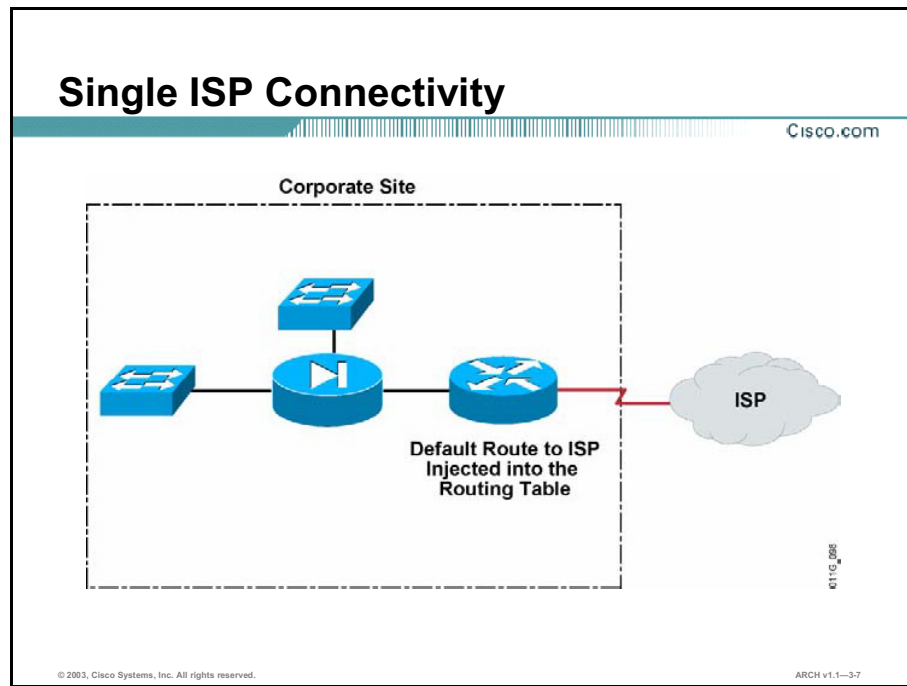 Single ISP Connectivity
Cisco.com
Corporate Site
ISP
Default Route to ISP
Injected into the
Routing Table
011G_098
© 2003, Cisco Systems, Inc. All rights reserved.
ARCH v1.1—3-7